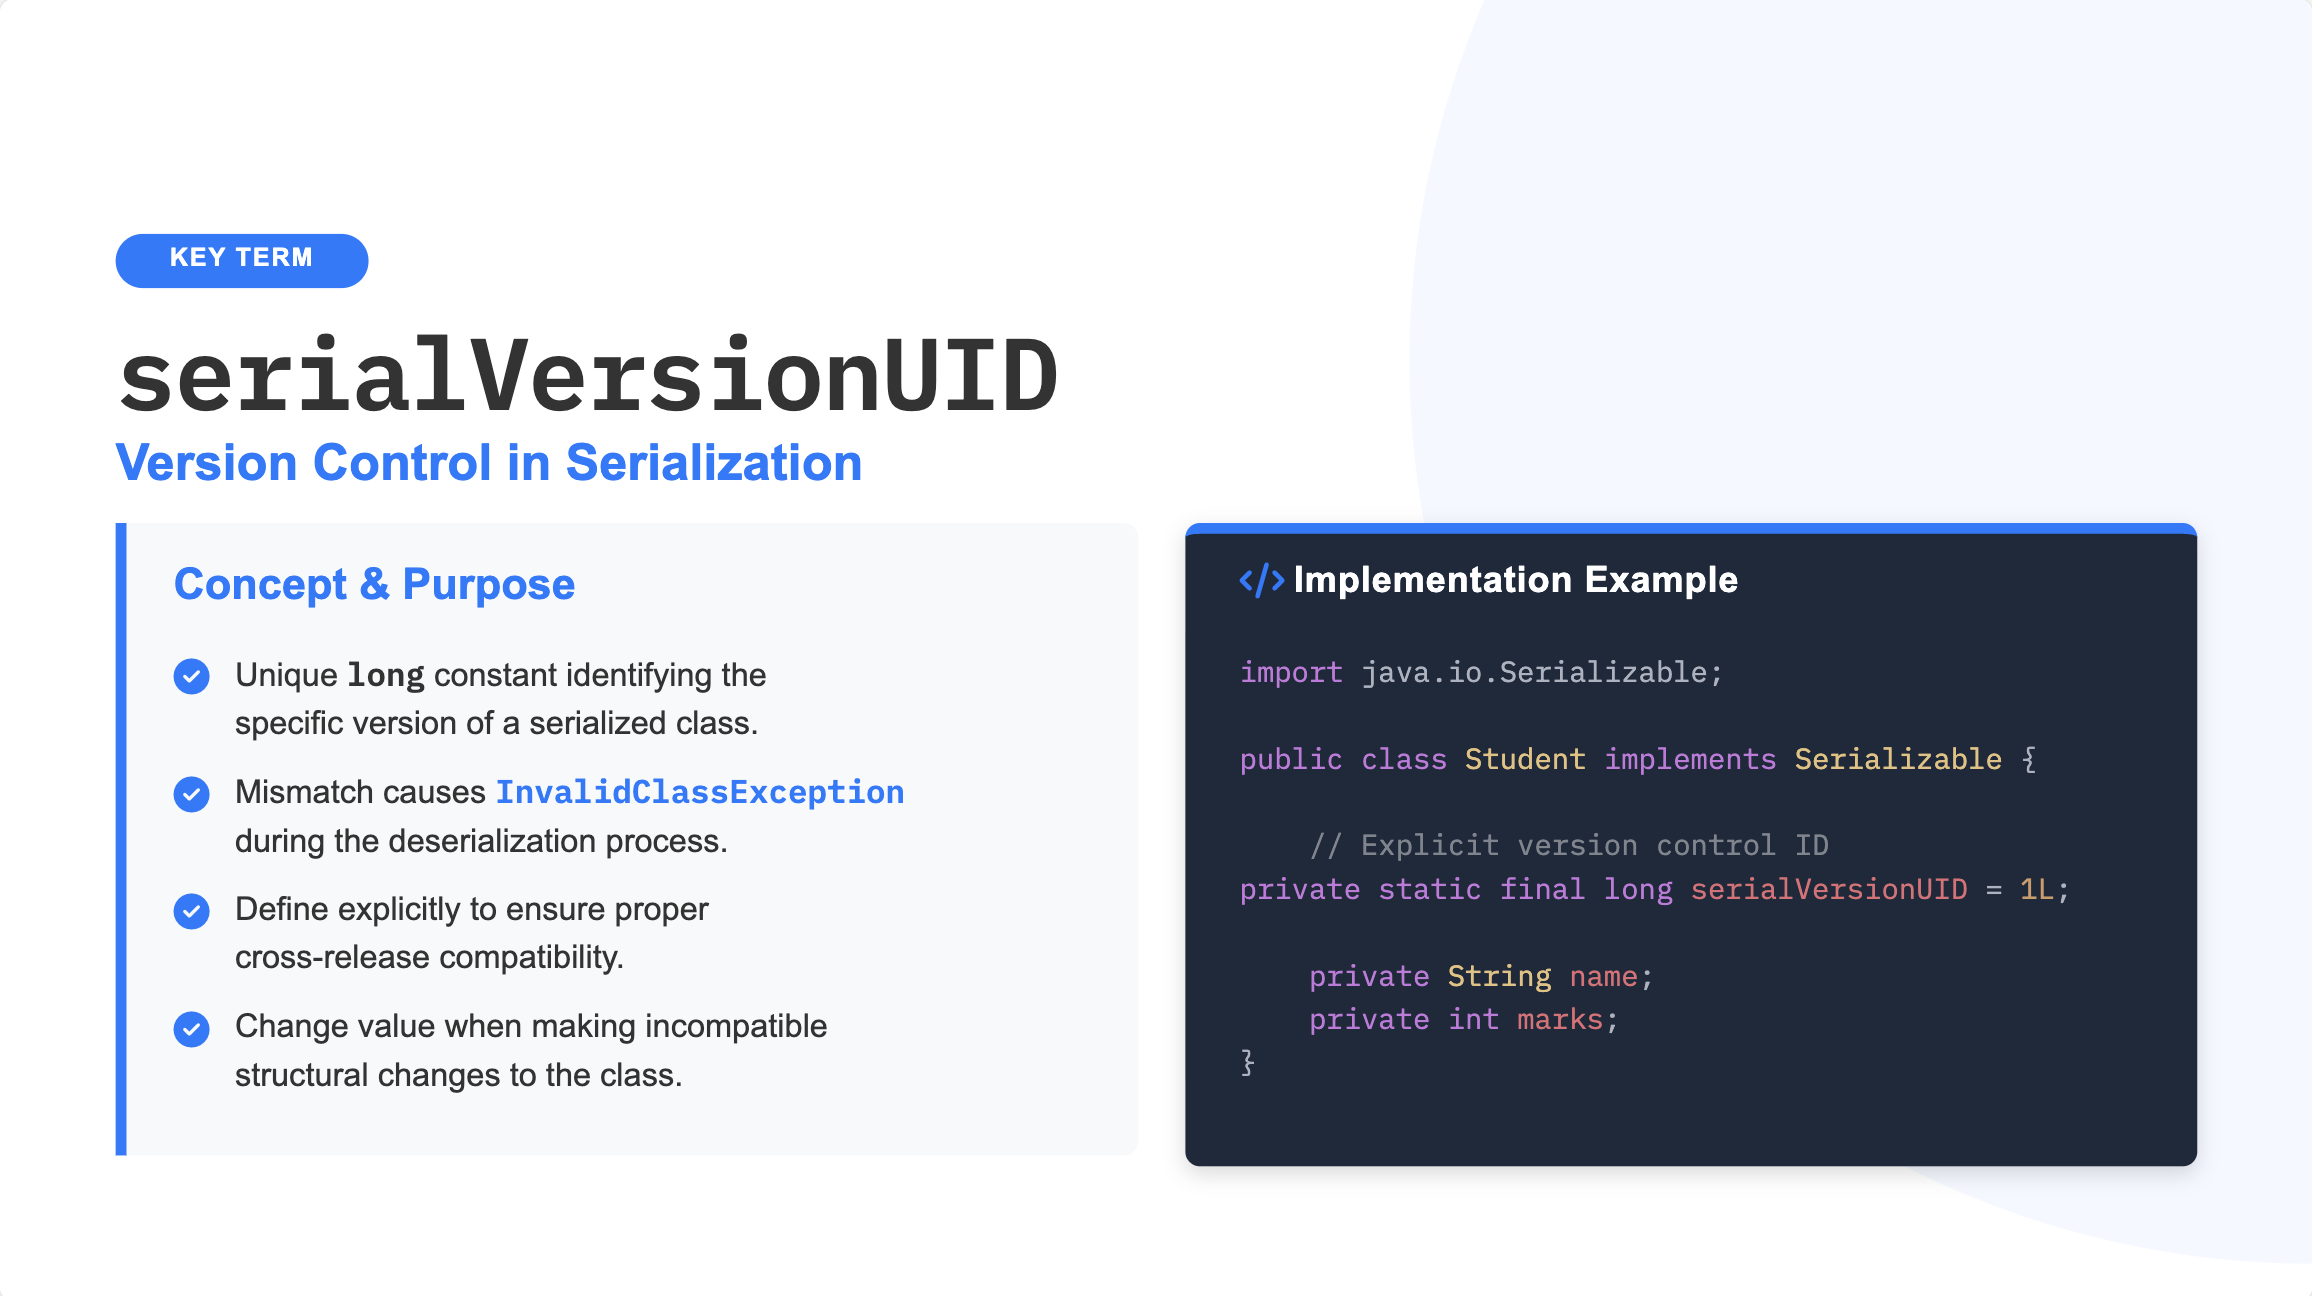 KEY TERM
serialVersionUID
Version Control in Serialization
Concept & Purpose
Unique long constant identifying the
specific version of a serialized class.
Mismatch causes InvalidClassException
during the deserialization process.
Define explicitly to ensure proper
cross-release compatibility.
Change value when making incompatible
structural changes to the class.
</> Implementation Example
import java.io.Serializable;
public class Student implements Serializable {
    // Explicit version control ID
private static final long serialVersionUID = 1L;
    private String name;
    private int marks;
}